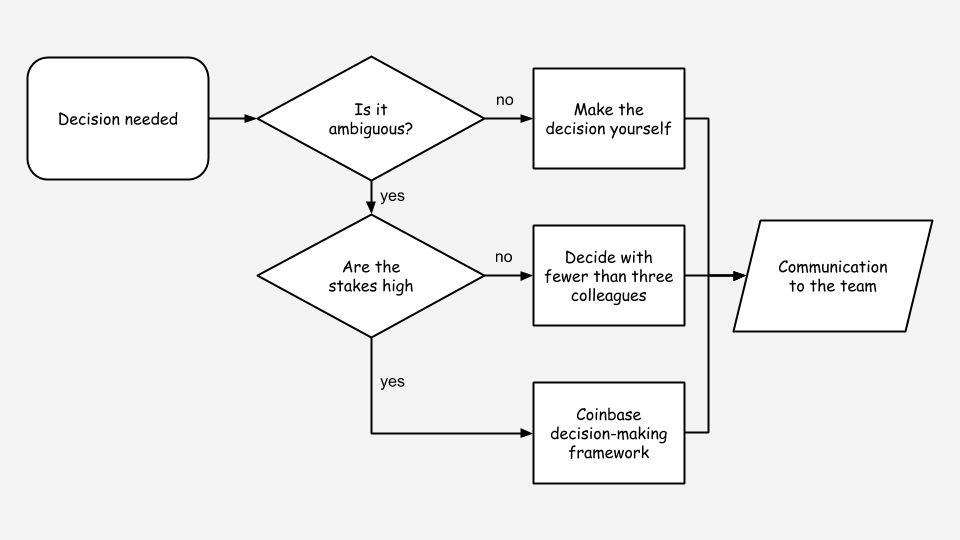 Decision needed
Is it
ambiguous?
no
Make the
decision yourself
yes
Are the
stakes high
no
Decide with
fewer than three
colleagues
Communication
to the team
yes
Coinbase
decision-making
framework